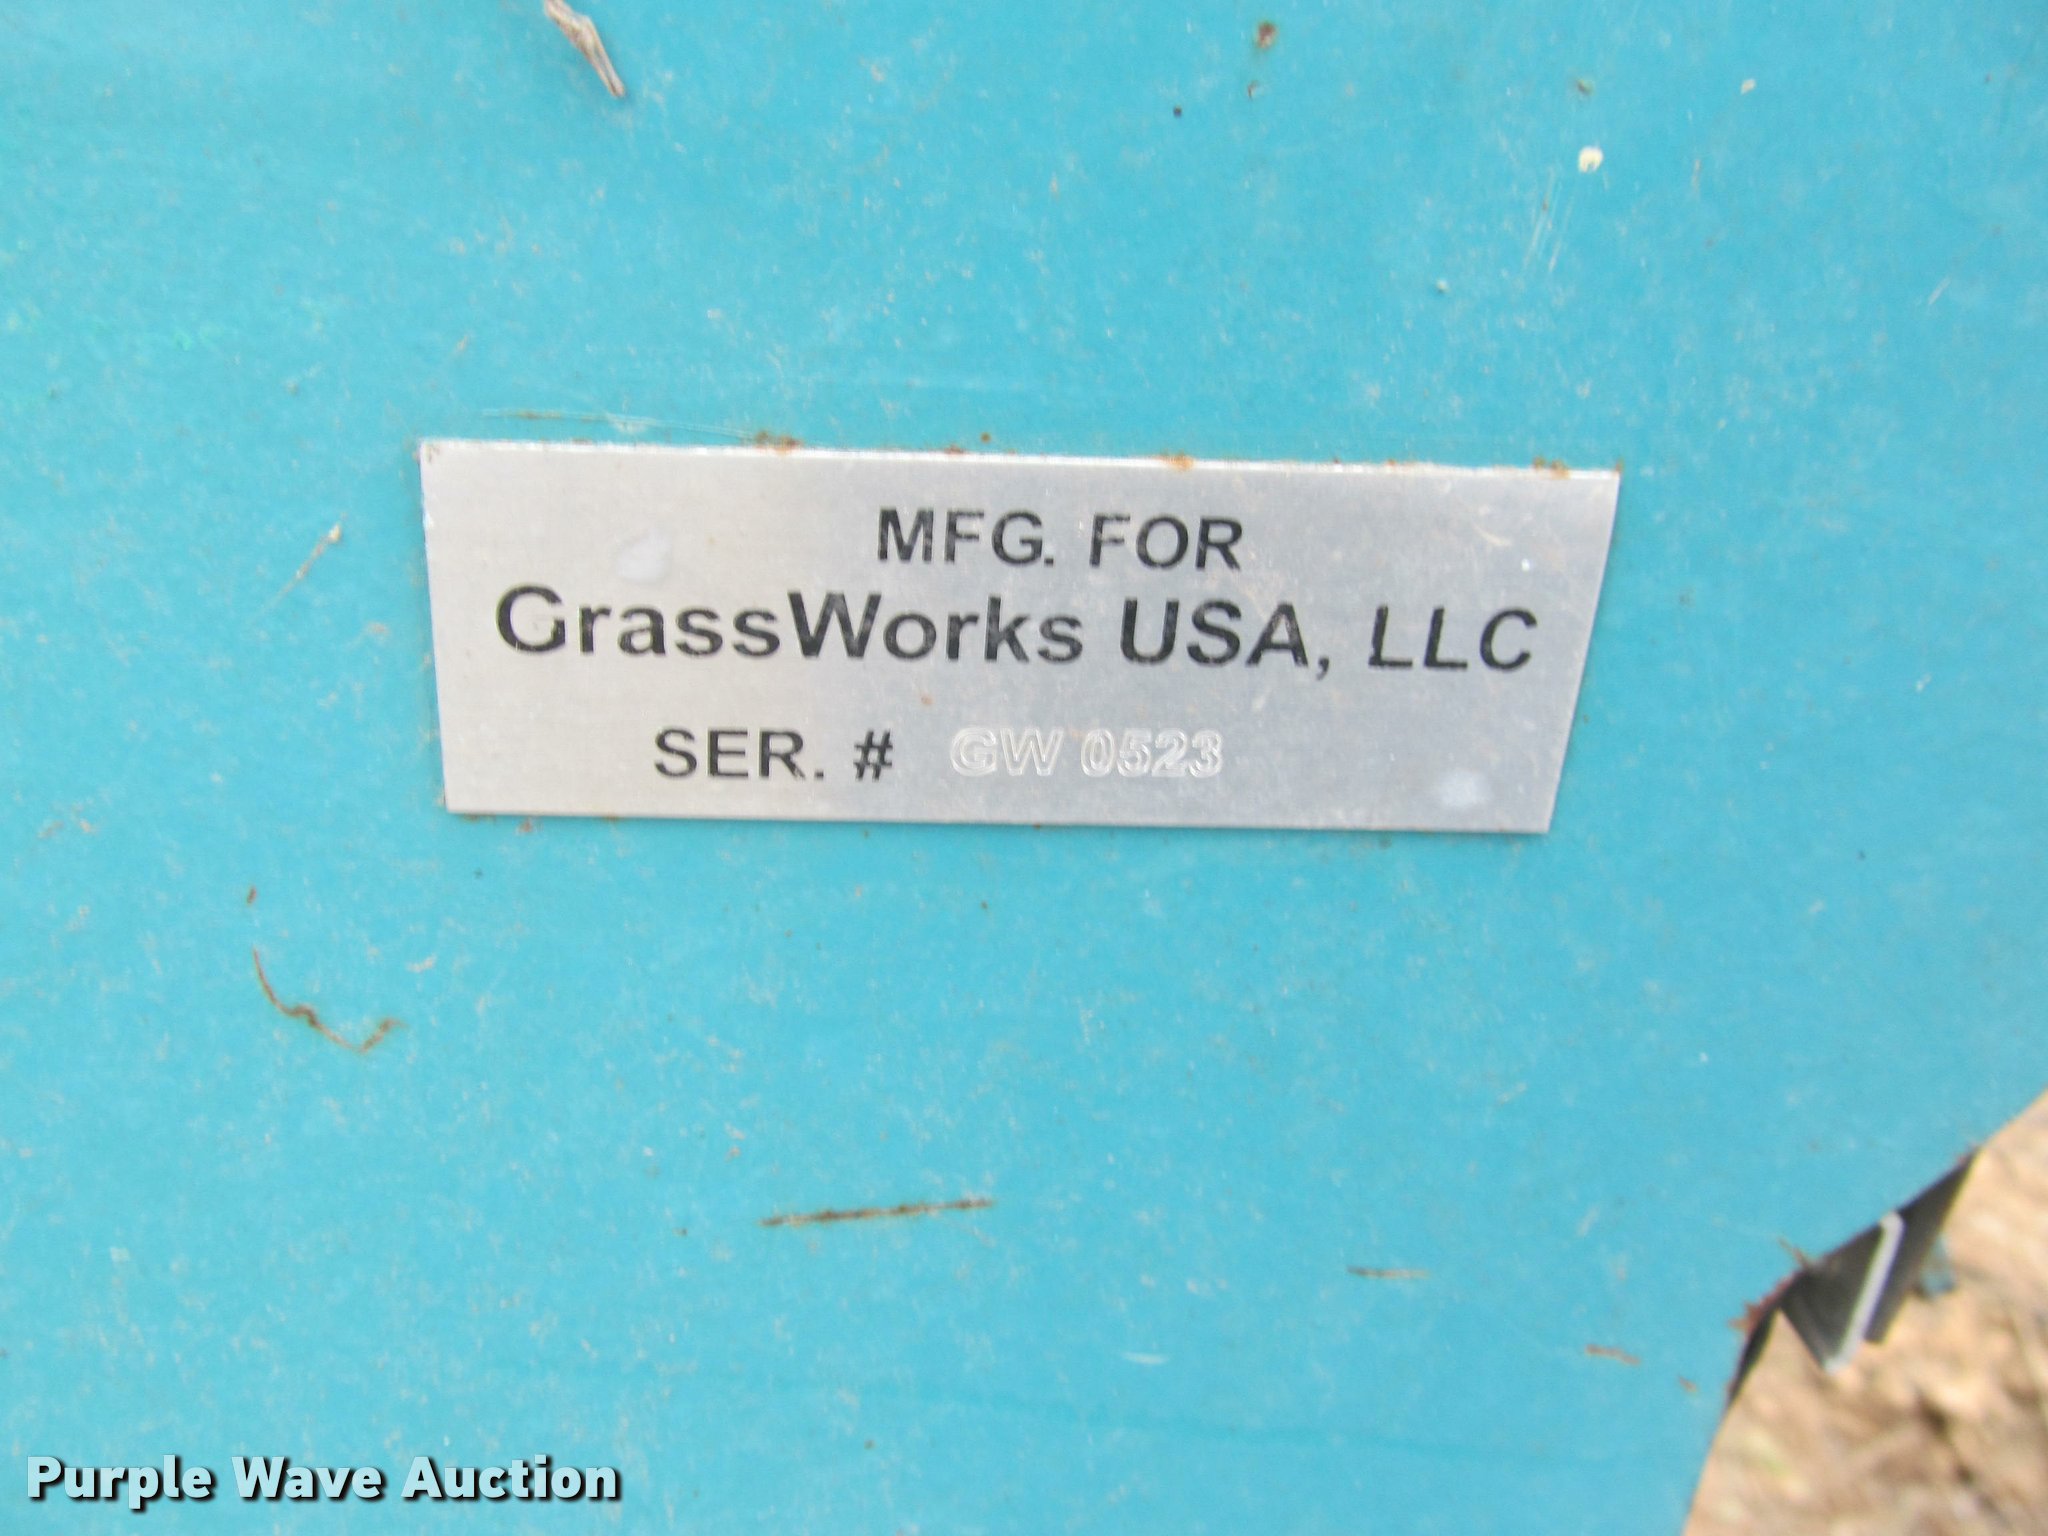 MFG. FOR
GrassWorks USA, LLC
SER. # GW 0523
Purple Wave Auction